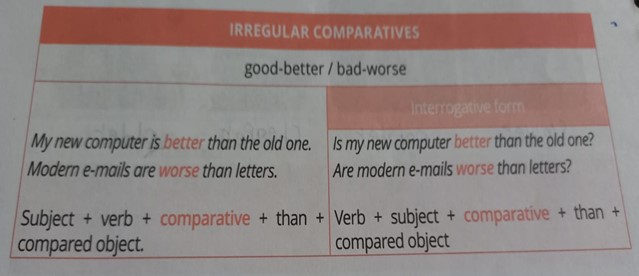 IRREGULAR COMPARATIVES
good-better / bad-worse
Interrogative form
My new computer is better than the old one.
Modern e-mails are worse than letters.
Is my new computer better than the old one?
Are modern e-mails worse than letters?
Subject + verb + comparative + than +
compared object.
Verb + subject + comparative + than +
compared object